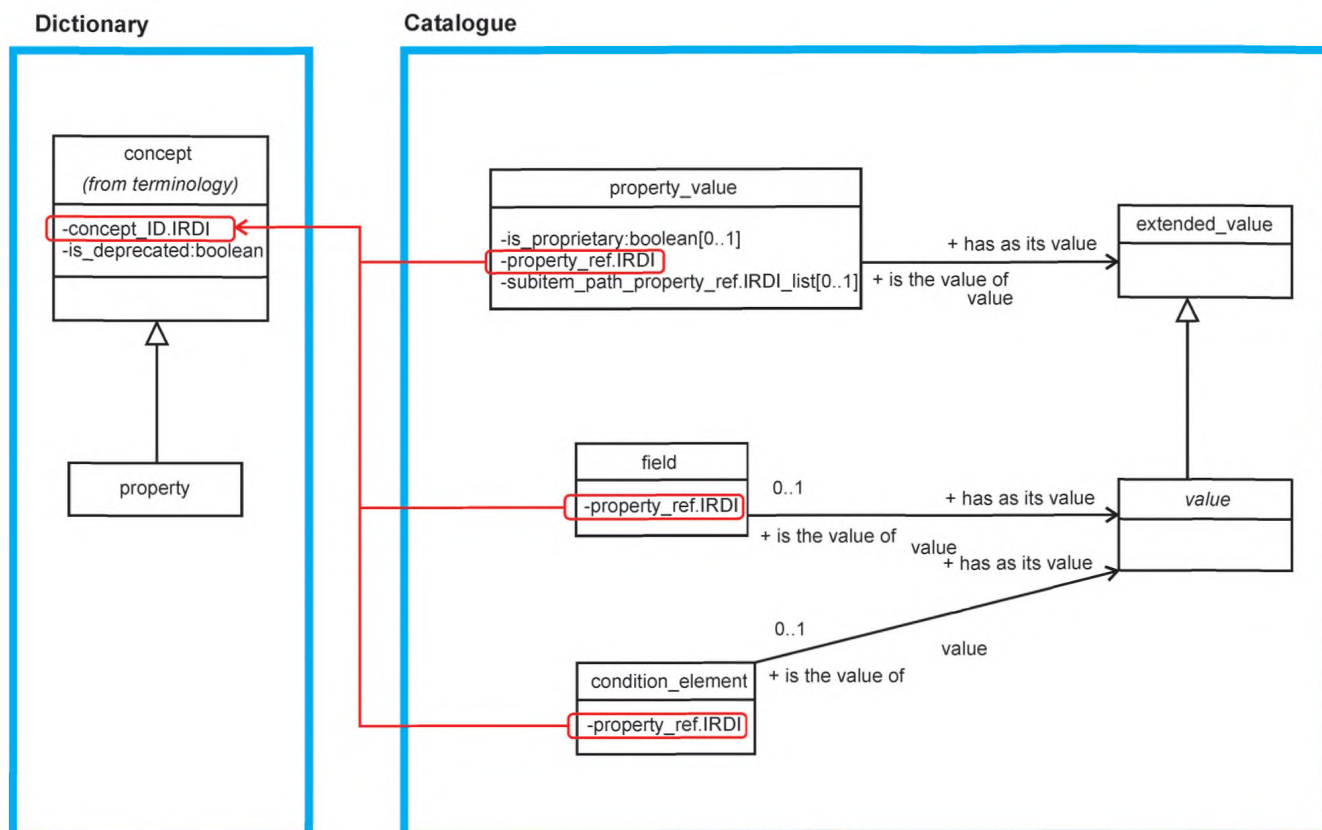 Dictionary
Catalogue
concept
(from terminology)
-concept_ID.IRDI
-is_deprecated:boolean
property
property_value
-is_proprietary:boolean[0..1]
-property_ref.IRDI
-subitem_path_property_ref.IRDI_list[0..1]
+ has as its value
+ is the value of
value
extended_value
field
-property_ref.IRDI
0..1
+ has as its value
+ is the value of
value
value
+ has as its value
0..1
value
+ is the value of
condition_element
-property_ref.IRDI